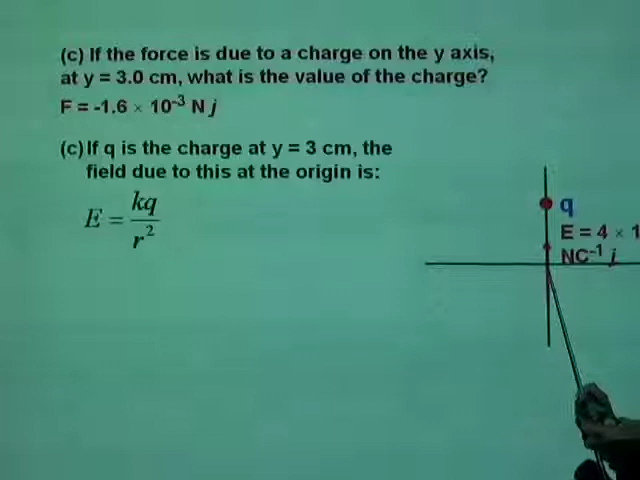 (c) If the force is due to a charge on the y axis,
at y = 3.0 cm, what is the value of the charge?
F = -1.6 × 10⁻³ N j
(c) If q is the charge at y = 3 cm, the
field due to this at the origin is:
E = kq / r²
q
E = 4 × 1
NC⁻¹ j